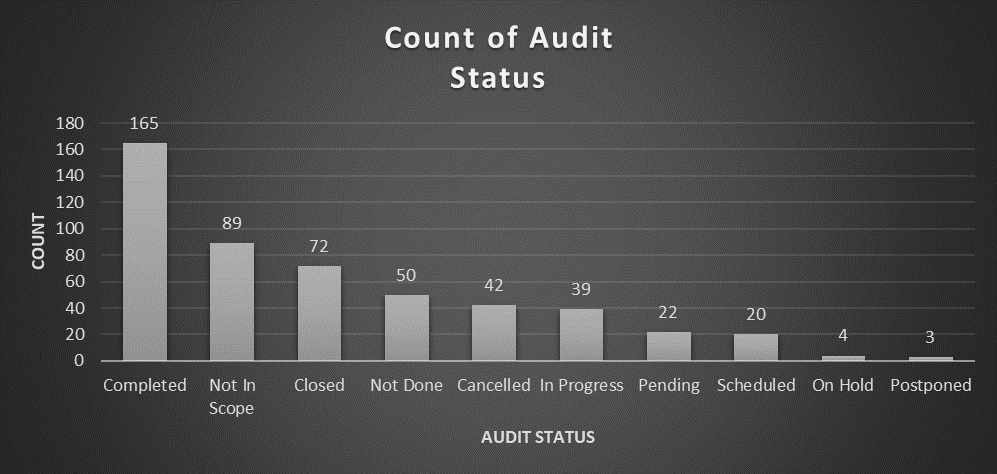 Count of Audit
Status
180
160
140
120
100
80
60
40
20
0
COUNT
165
89
72
50
42
39
22
20
4
3
Completed
Not In
Scope
Closed
Not Done
Cancelled
In Progress
Pending
Scheduled
On Hold
Postponed
AUDIT STATUS